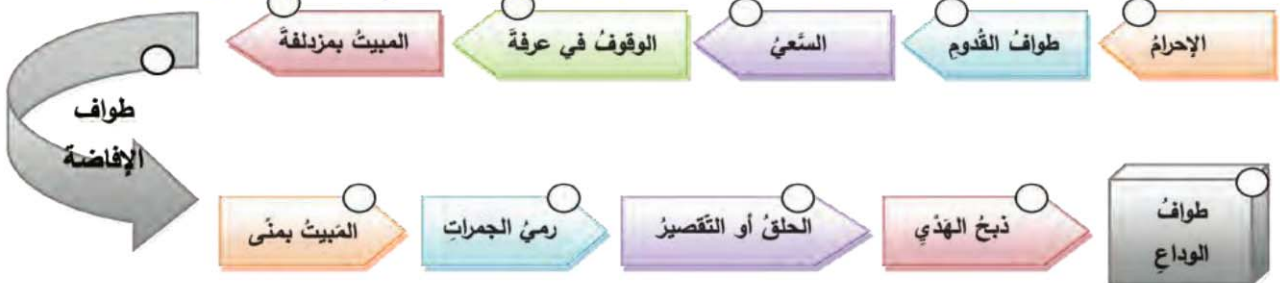 الإحرامُ
طوافُ القُدومِ
السَّعيُ
الوقوفُ في عرفةَ
المبيتُ بمزدلفةَ
طواف
الإفاضة
المَبيتُ بمنًى
رميُ الجمراتِ
الحلقُ أو التَّقصيرُ
ذبحُ الهَدْيِ
طوافُ
الوداعِ